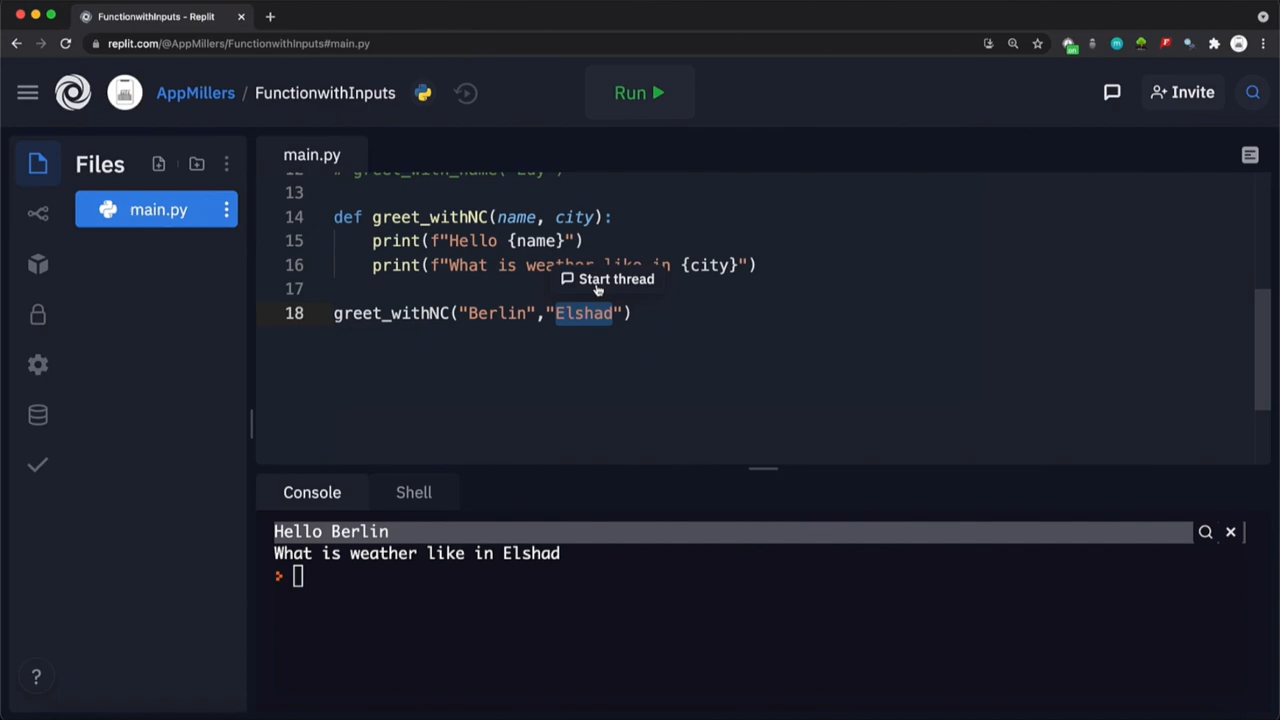 FunctionwithInputs - Replit
replit.com/@AppMillers/FunctionwithInputs#main.py
AppMillers / FunctionwithInputs
Run
Invite
Files
main.py
main.py
12 # greet_with_name("Edy")
13
14 def greet_withNC(name, city):
15 print(f"Hello {name}")
16 print(f"What is weather like in {city}")
Start thread
17
18 greet_withNC("Berlin","Elshad")
Console
Shell
Hello Berlin
What is weather like in Elshad
?